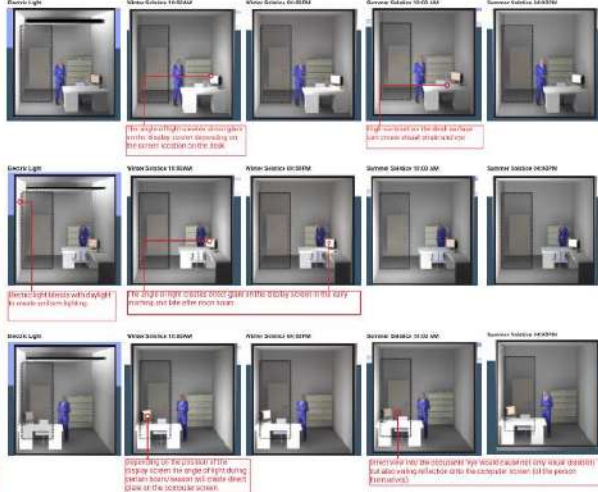 Electric Light
Winter Solstice 10:00AM
Winter Solstice 04:00PM
Summer Solstice 10:00 AM
Summer Solstice 04:00PM
The angle of light creates direct glare
on the display screen depending on
the screen location on the desk
High contrast on the desk surface
can create visual strain and eye
Electric Light
Winter Solstice 10:00AM
Winter Solstice 04:00PM
Summer Solstice 10:00 AM
Summer Solstice 04:00PM
Electric light blends with daylight
to create uniform lighting.
The angle of light creates direct glare on the display screen in the early
morning and late after noon hours
Electric Light
Winter Solstice 10:00AM
Winter Solstice 04:00PM
Summer Solstice 10:00 AM
Summer Solstice 04:00PM
Depending on the position of the
display screen the angle of light during
certain hours/season will create direct
glare on the computer screen
Direct view into the occupants 'eye would cause not only visual disabled
but also veiling reflection onto the computer screen (of the person
themselves).